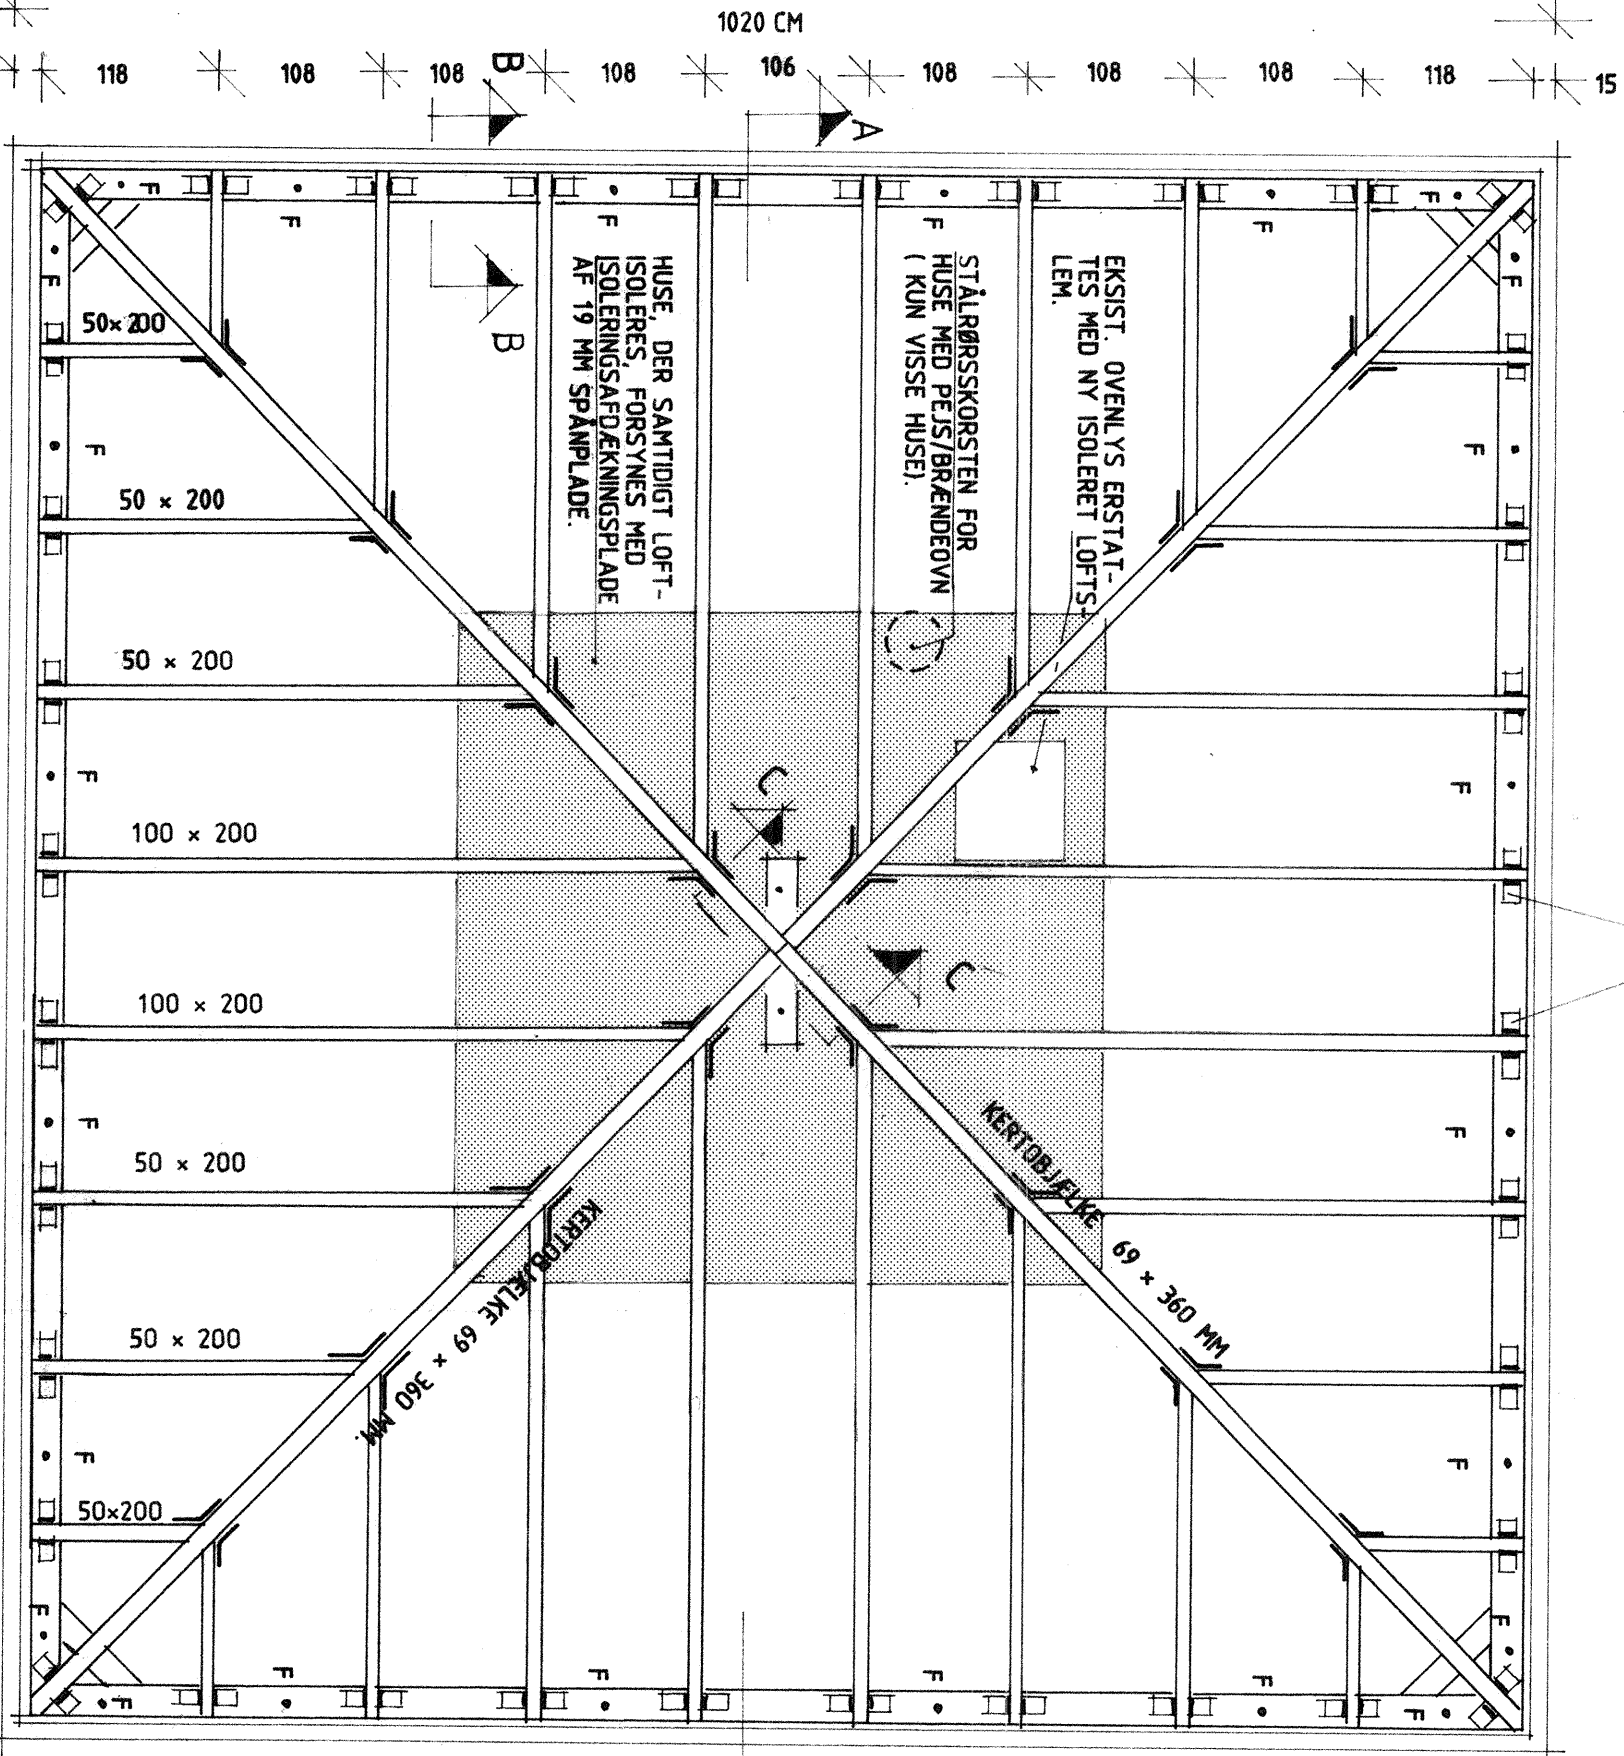 1020 CM
118 108 108 108 106 108 108 108 118 15
B
A
B
F F F F F F
F F
HUSE, DER SAMTIDIGT LOFT-
ISOLERES, FORSYNES MED
ISOLERINGSAFDÆKNINGSPLADE
AF 19 MM SPÅNPLADE.
STÅLRØRSSKORSTEN FOR
HUSE MED PEJS/BRÆNDEOVN
( KUN VISSE HUSE).
EKSIST. OVENLYS ERSTAT-
TES MED NY ISOLERET LOFTS-
LEM.
50×200
F F
50 × 200
50 × 200
F F
C
100 × 200
C
100 × 200
F F
50 × 200
KERTOBJÆLKE 69 × 360 MM
KERTOBJÆLKE 69 × 360 MM.
50 × 200
F F
50×200
F F
F F F F
F F